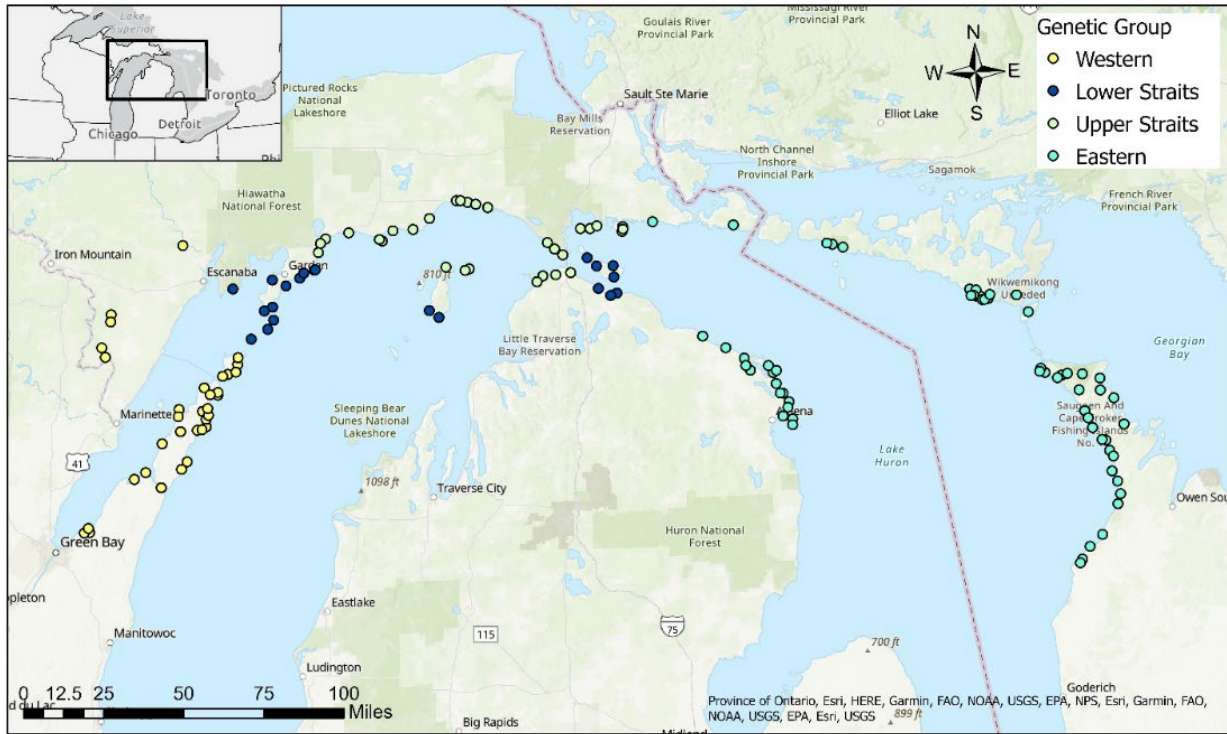 Lake
Superior
Toronto
Detroit
Chicago
Pictured Rocks
National
Lakeshore
Goulais River
Provincial Park
Mississagi River
Provincial Park
Sault Ste Marie
Bay Mills
Reservation
Elliot Lake
North Channel
Inshore
Provincial Park
Sagamok
French River
Provincial Park
N
W E
S
Genetic Group
Western
Lower Straits
Upper Straits
Eastern
Hiawatha
National Forest
Iron Mountain
Escanaba
Garden
810 ft
Wikwemikong
Georgian
Bay
Little Traverse
Bay Reservation
Marinette
Sleeping Bear
Dunes National
Lakeshore
41
1098 ft
Traverse City
Lake
Huron
Saugeen And
Fishing Islands
No.
Owen Sou
Green Bay
Huron National
Forest
ppleton
Manitowoc
Eastlake
115
75
Ludington
700 ft
Goderich
0 12.5 25 50 75 100
Miles
Big Rapids
Midland
899 ft
Province of Ontario, Esri, HERE, Garmin, FAO, NOAA, USGS, EPA, NPS, Esri, Garmin, FAO,
NOAA, USGS, EPA, Esri, USGS